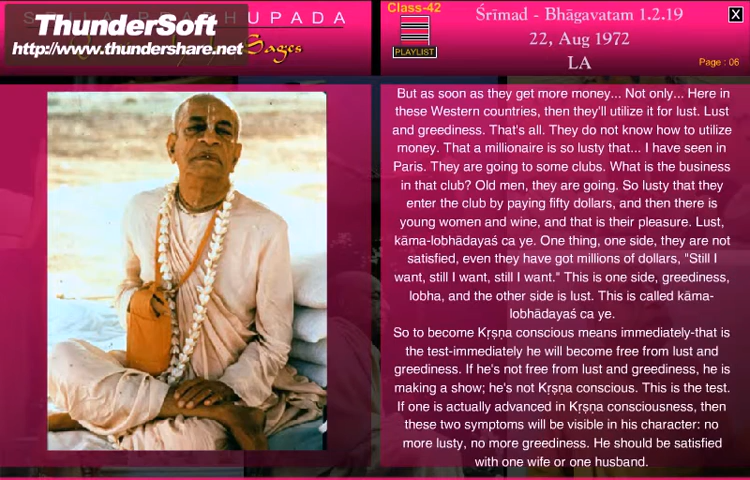 ThunderSoft
http://www.thundershare.net
HUPADA
Sages
Class-42
PLAYLIST
Śrīmad - Bhāgavatam 1.2.19
22, Aug 1972
LA
X
Page : 06
But as soon as they get more money... Not only... Here in
these Western countries, then they'll utilize it for lust. Lust
and greediness. That's all. They do not know how to utilize
money. That a millionaire is so lusty that... I have seen in
Paris. They are going to some clubs. What is the business
in that club? Old men, they are going. So lusty that they
enter the club by paying fifty dollars, and then there is
young women and wine, and that is their pleasure. Lust,
kāma-lobhādayaś ca ye. One thing, one side, they are not
satisfied, even they have got millions of dollars, "Still I
want, still I want, still I want." This is one side, greediness,
lobha, and the other side is lust. This is called kāma-
lobhādayaś ca ye.
So to become Kṛṣṇa conscious means immediately-that is
the test-immediately he will become free from lust and
greediness. If he's not free from lust and greediness, he is
making a show; he's not Kṛṣṇa conscious. This is the test.
If one is actually advanced in Kṛṣṇa consciousness, then
these two symptoms will be visible in his character: no
more lusty, no more greediness. He should be satisfied
with one wife or one husband.